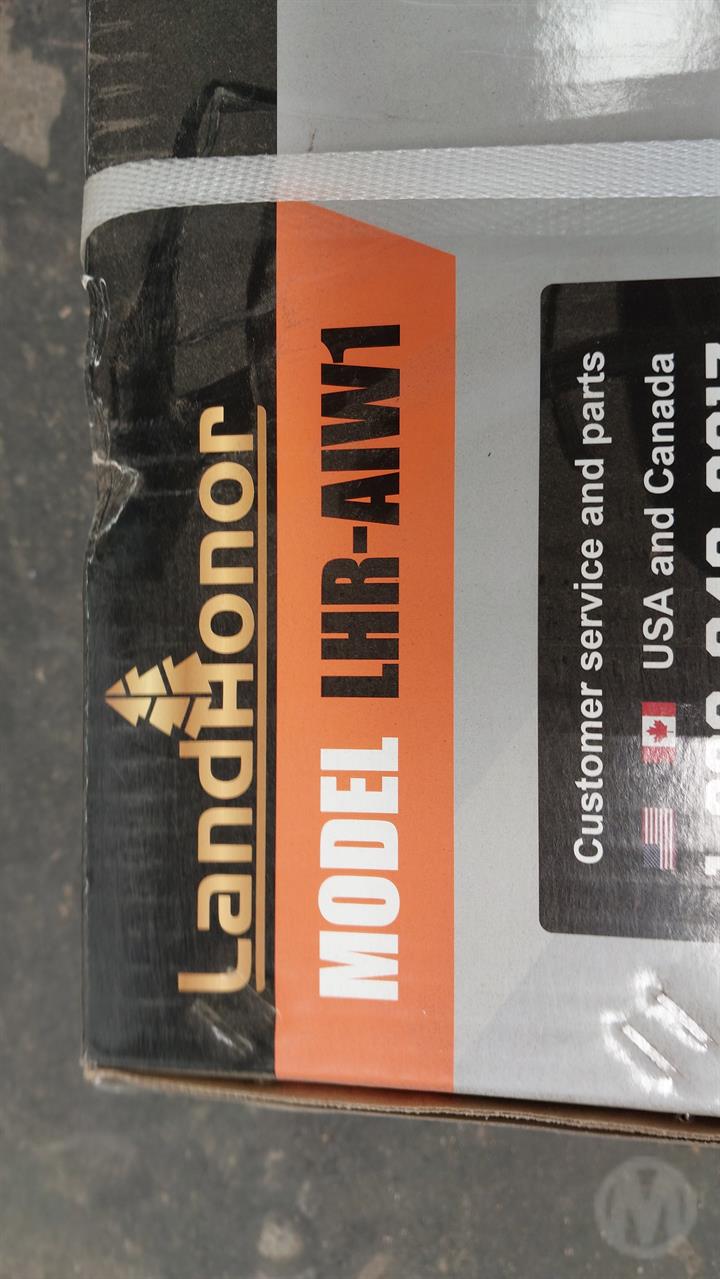 LandHonor
MODEL LHR-AIW1
Customer service and parts
USA and Canada
M